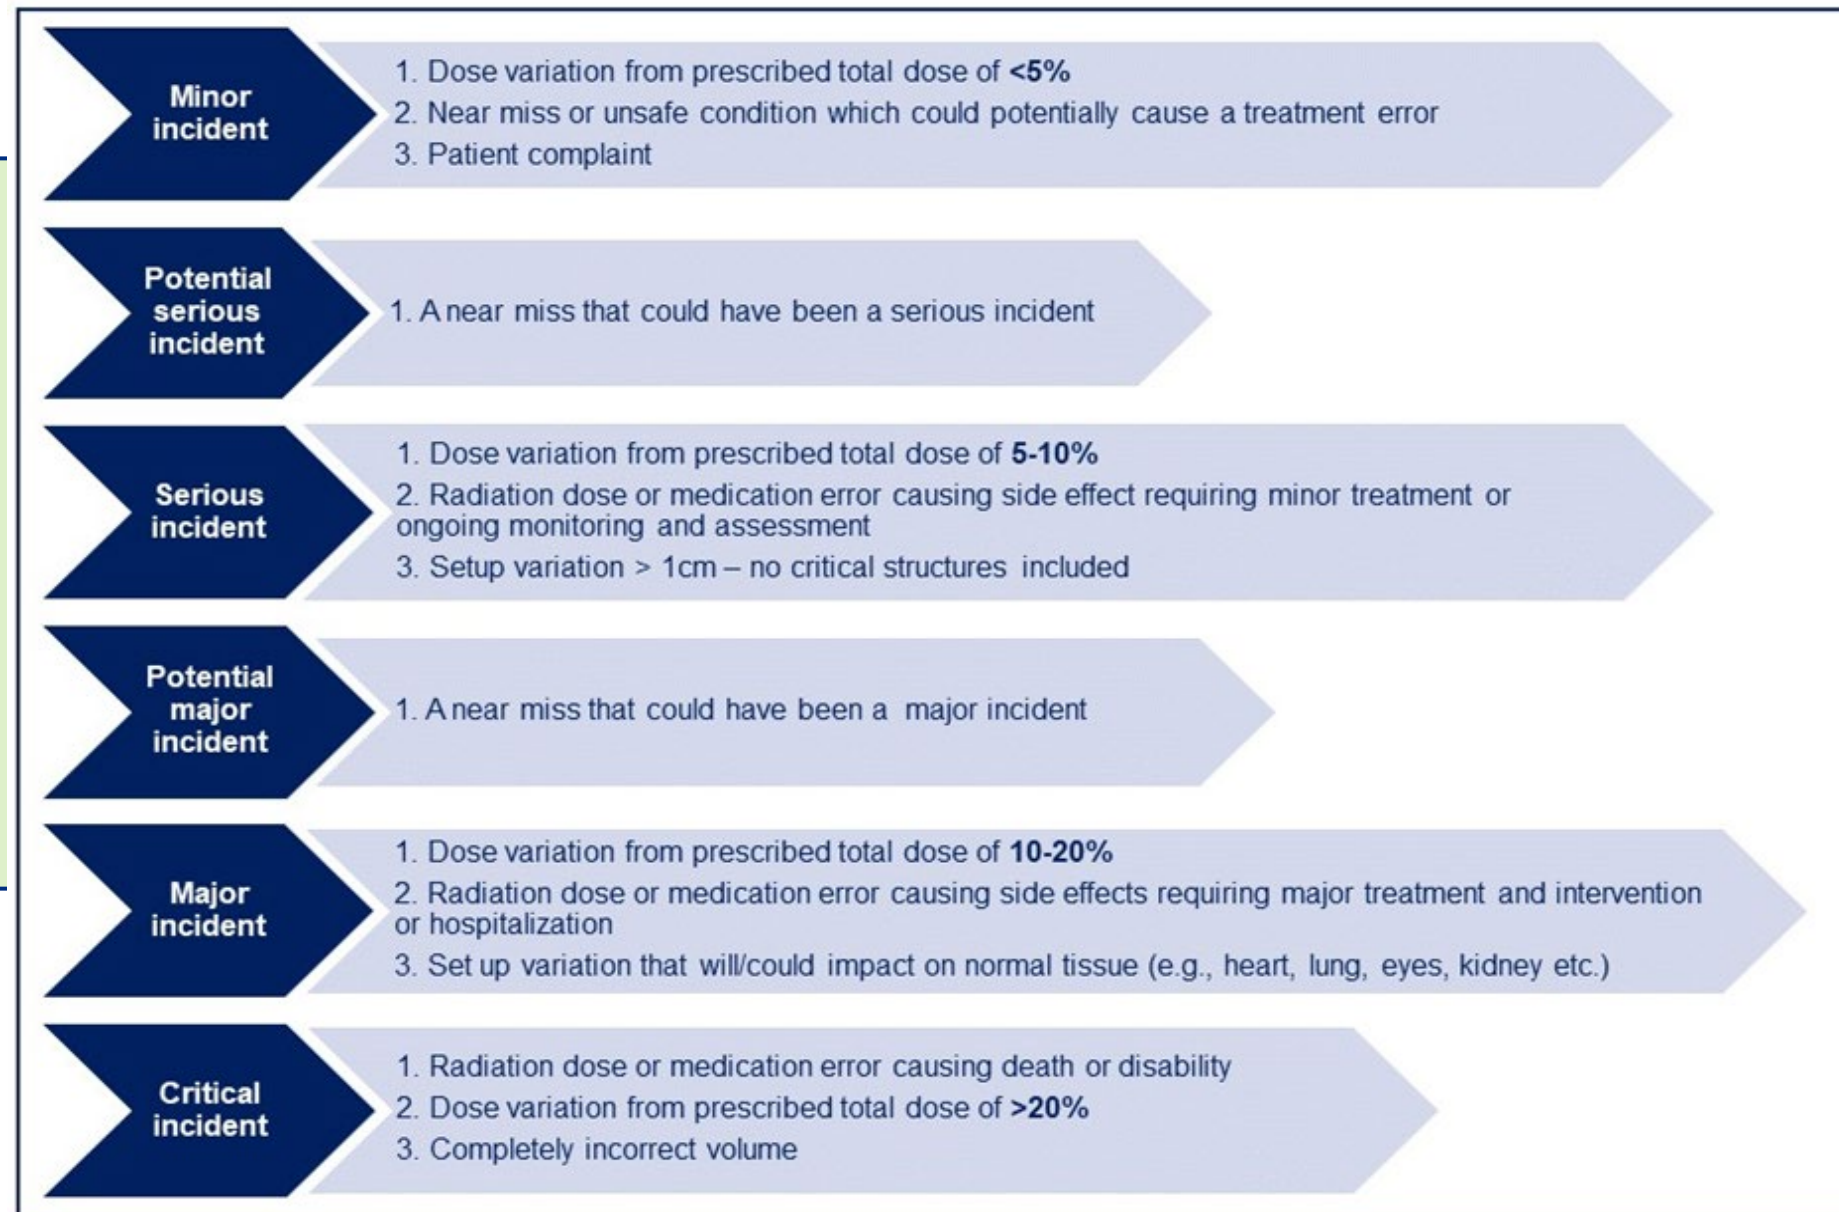 Minor
incident
1. Dose variation from prescribed total dose of <5%
2. Near miss or unsafe condition which could potentially cause a treatment error
3. Patient complaint
Potential
serious
incident
1. A near miss that could have been a serious incident
Serious
incident
1. Dose variation from prescribed total dose of 5-10%
2. Radiation dose or medication error causing side effect requiring minor treatment or
ongoing monitoring and assessment
3. Setup variation > 1cm – no critical structures included
Potential
major
incident
1. A near miss that could have been a major incident
Major
incident
1. Dose variation from prescribed total dose of 10-20%
2. Radiation dose or medication error causing side effects requiring major treatment and intervention
or hospitalization
3. Set up variation that will/could impact on normal tissue (e.g., heart, lung, eyes, kidney etc.)
Critical
incident
1. Radiation dose or medication error causing death or disability
2. Dose variation from prescribed total dose of >20%
3. Completely incorrect volume